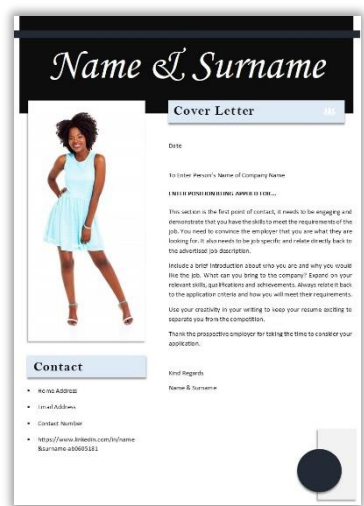 Name & Surname
Cover Letter
Date
To Enter Person's Name of Company Name
ENTER POSITION BEING APPLIED FOR...
This section is the first point of contact, it needs to be engaging and
demonstrate that you have the skills to meet the requirements of the
job. You need to convince the employer that you are what they are
looking for. It also needs to be job specific and relate directly back to
the advertised job description.
Include a brief introduction about who you are and why you would
like the job. What can you bring to the company? Expand on your
relevant skills, qualifications and achievements. Always relate it back
to the application criteria and how you will meet their requirements.
Use your creativity in your writing to keep your resume exciting to
separate you from the competition.
Thank the prospective employer for taking the time to consider your
application.
Kind Regards
Name & Surname
Contact
• Home Address
• Email Address
• Contact Number
• https://www.linkedin.com/in/name
&surname-ab0605181